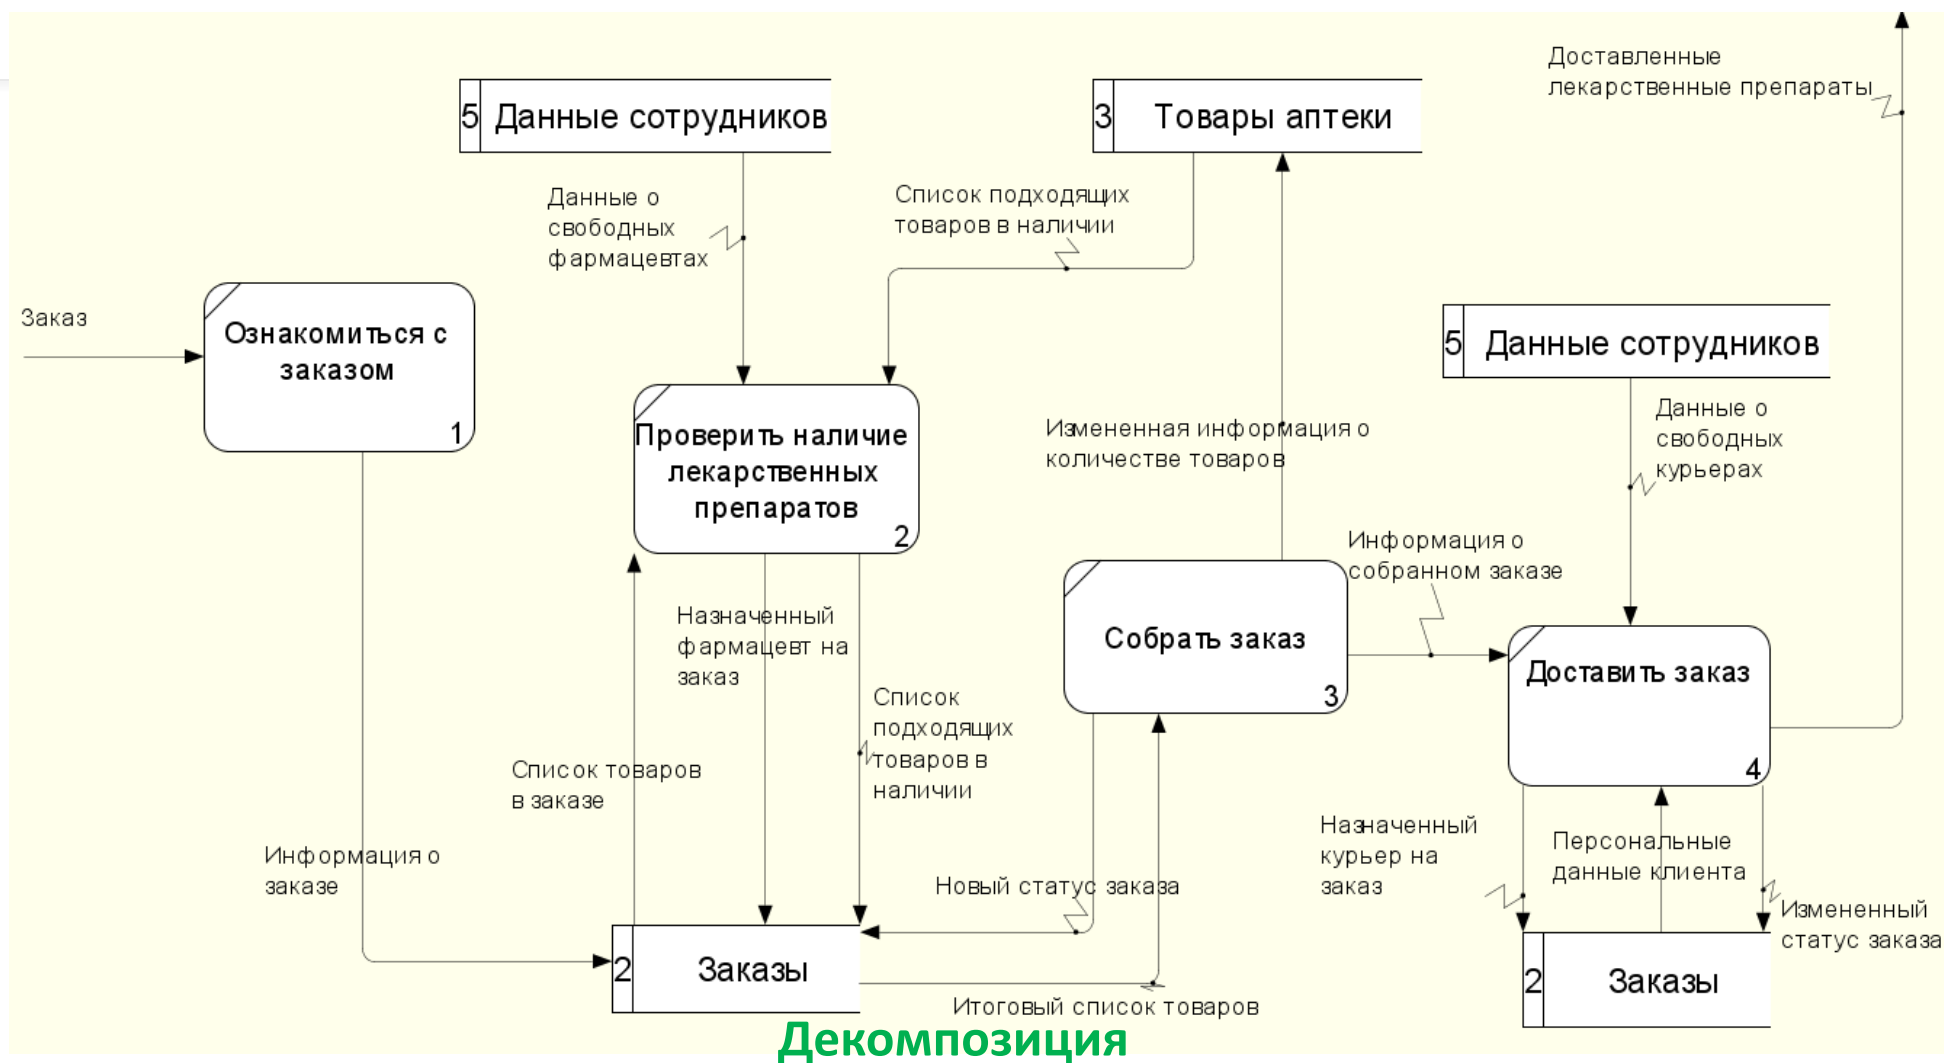 Доставленные
лекарственные препараты
5 Данные сотрудников
3 Товары аптеки
Данные о
свободных
фармацевтах
Список подходящих
товаров в наличии
Заказ
Ознакомиться с
заказом
1
5 Данные сотрудников
Проверить наличие
лекарственных
препаратов
2
Измененная информация о
количестве товаров
Данные о
свободных
курьерах
Информация о
собранном заказе
Назначенный
фармацевт на
заказ
Собрать заказ
3
Доставить заказ
4
Список
подходящих
товаров в
наличии
Список товаров
в заказе
Информация о
заказе
Новый статус заказа
Назначенный
курьер на
заказ
Персональные
данные клиента
Измененный
статус заказа
2 Заказы
2 Заказы
Итоговый список товаров
Декомпозиция